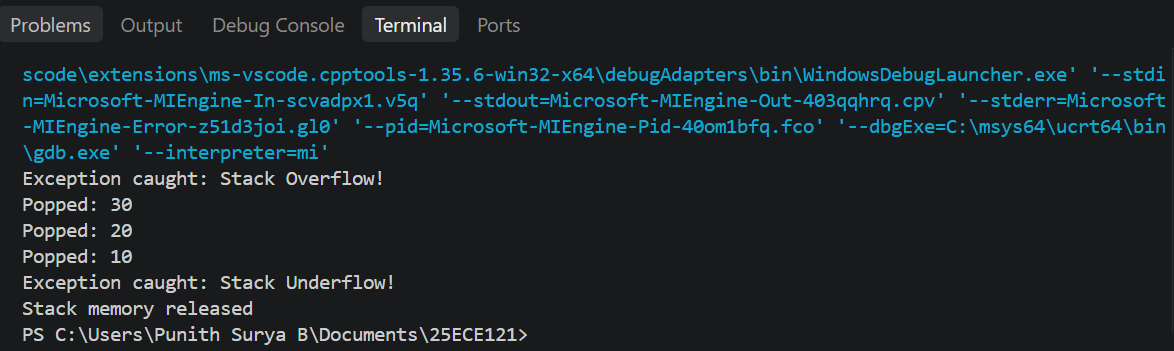 Problems Output Debug Console Terminal Ports
scode\extensions\ms-vscode.cpptools-1.35.6-win32-x64\debugAdapters\bin\WindowsDebugLauncher.exe' '--stdi
n=Microsoft-MIEngine-In-scvadpx1.v5q' '--stdout=Microsoft-MIEngine-Out-403qqhrq.cpv' '--stderr=Microsoft
-MIEngine-Error-z51d3joi.gl0' '--pid=Microsoft-MIEngine-Pid-40om1bfq.fco' '--dbgExe=C:\msys64\ucrt64\bin
\gdb.exe' '--interpreter=mi'
Exception caught: Stack Overflow!
Popped: 30
Popped: 20
Popped: 10
Exception caught: Stack Underflow!
Stack memory released
PS C:\Users\Punith Surya B\Documents\25ECE121>